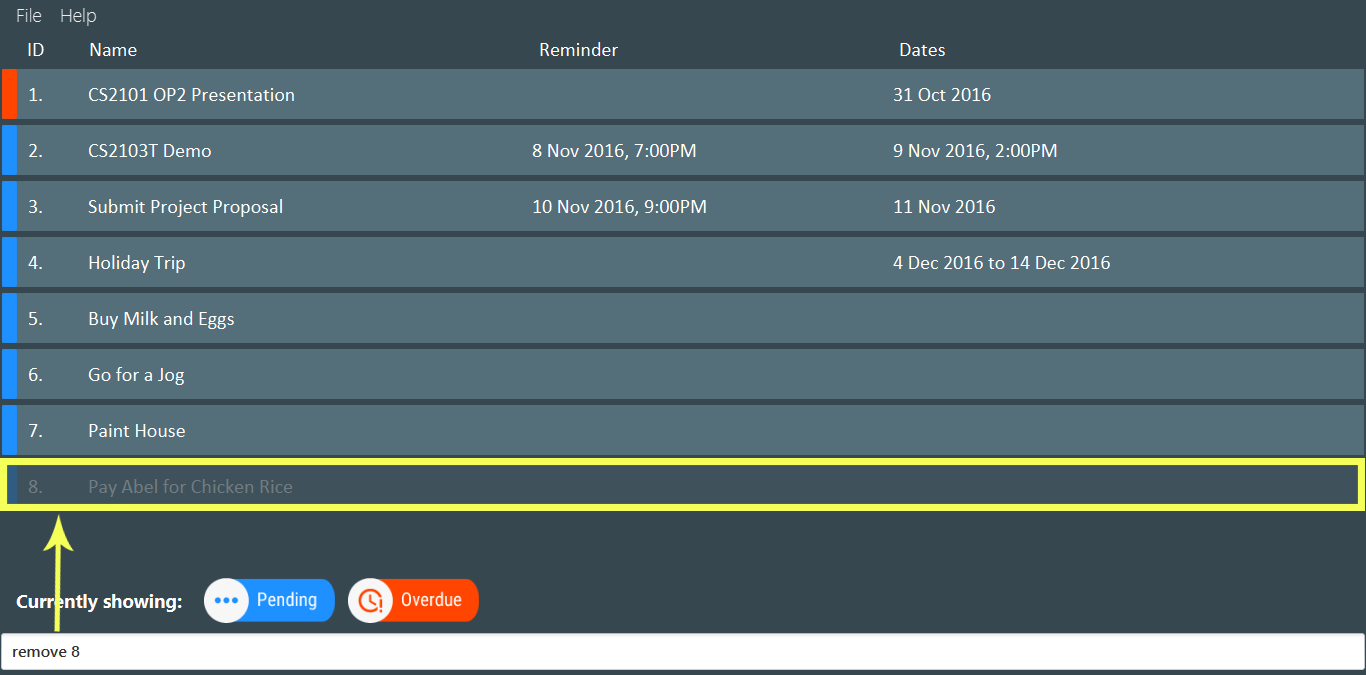 File Help
ID Name Reminder Dates
1. CS2101 OP2 Presentation 31 Oct 2016
2. CS2103T Demo 8 Nov 2016, 7:00PM 9 Nov 2016, 2:00PM
3. Submit Project Proposal 10 Nov 2016, 9:00PM 11 Nov 2016
4. Holiday Trip 4 Dec 2016 to 14 Dec 2016
5. Buy Milk and Eggs
6. Go for a Jog
7. Paint House
8. Pay Abel for Chicken Rice
Currently showing: Pending Overdue
remove 8